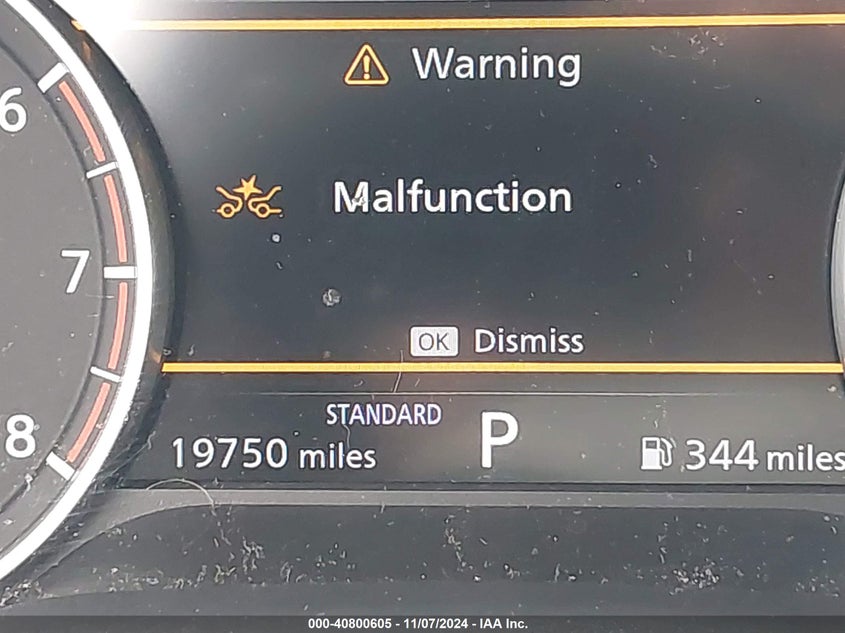 Warning
6
Malfunction
7
OK Dismiss
STANDARD
8
19750 miles
P
344 miles
000-40800605 - 11/07/2024 - IAA Inc.